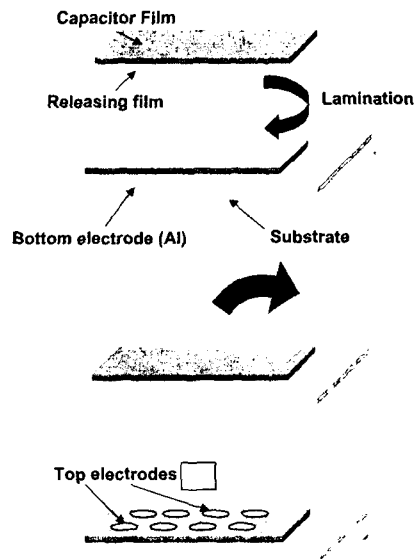 Capacitor Film
Releasing film
Lamination
Bottom electrode (Al)
Substrate
Top electrodes